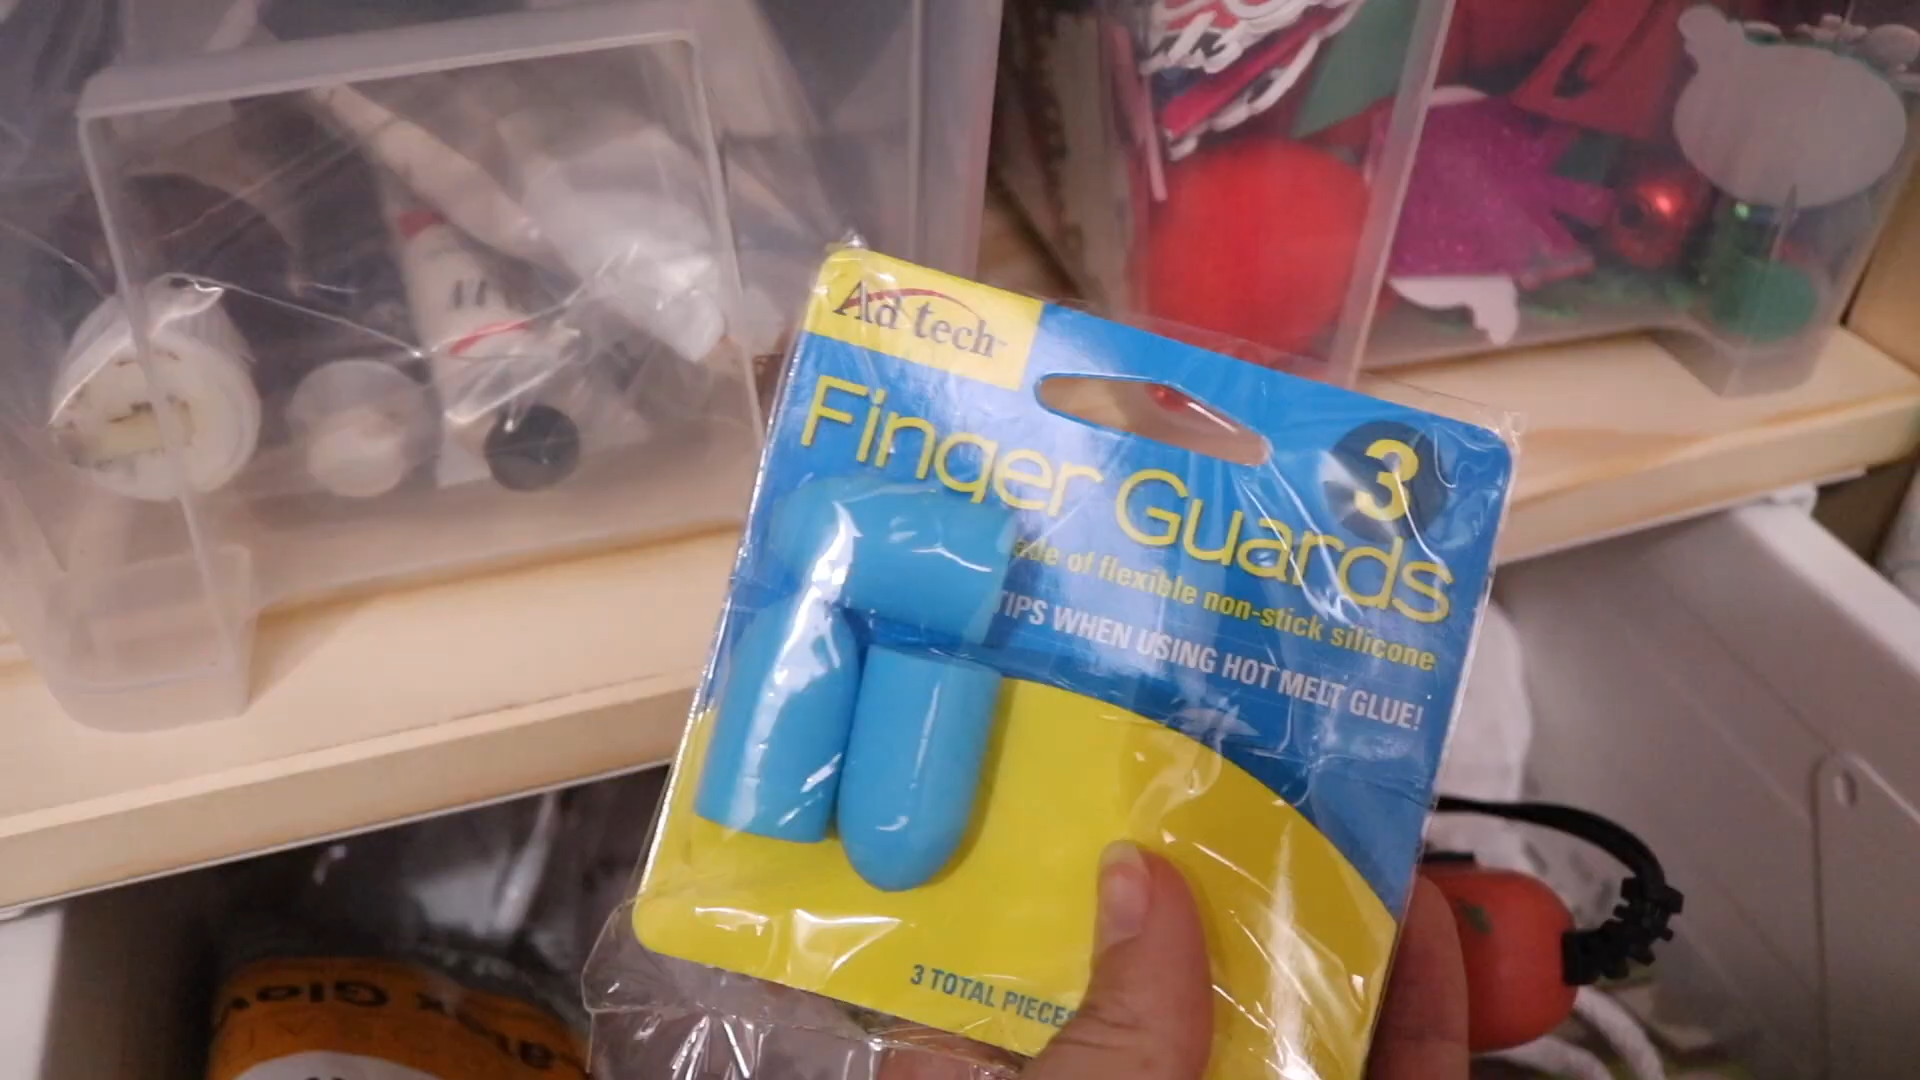 Ad tech
Finger Guards
3
of flexible non-stick silicone
TIPS WHEN USING HOT MELT GLUE!
3 TOTAL PIECES